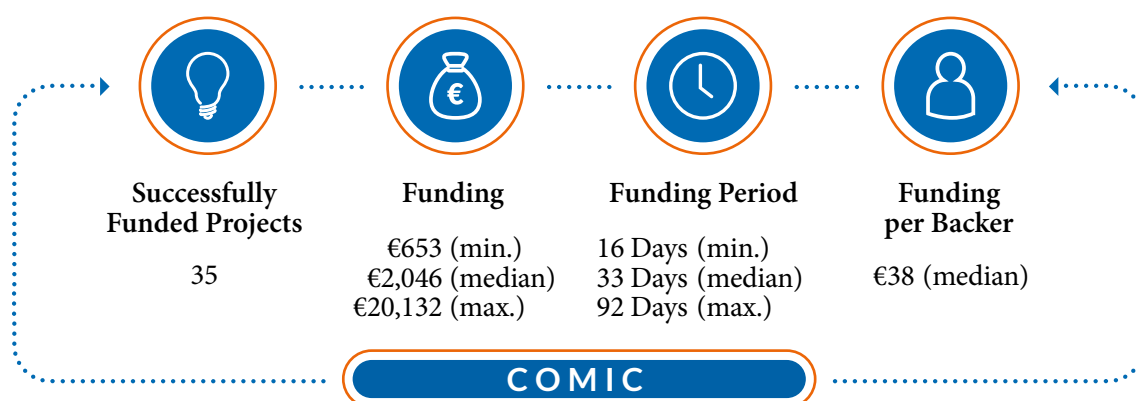 €
Successfully
Funded Projects
35
Funding
€653 (min.)
€2,046 (median)
€20,132 (max.)
Funding Period
16 Days (min.)
33 Days (median)
92 Days (max.)
Funding
per Backer
€38 (median)
COMIC